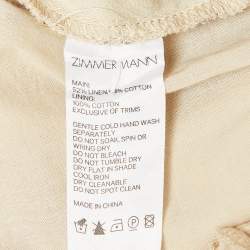 ZIMMERMANN
MAIN:
52% LINEN 48% COTTON
LINING:
100% COTTON
EXCLUSIVE OF TRIMS
GENTLE COLD HAND WASH
SEPARATELY
DO NOT SOAK, SPIN OR
WRING DRY
DO NOT BLEACH
DO NOT TUMBLE DRY
DRY FLAT IN SHADE
COOL IRON
DRY CLEANABLE
DO NOT SPOT CLEAN
MADE IN CHINA